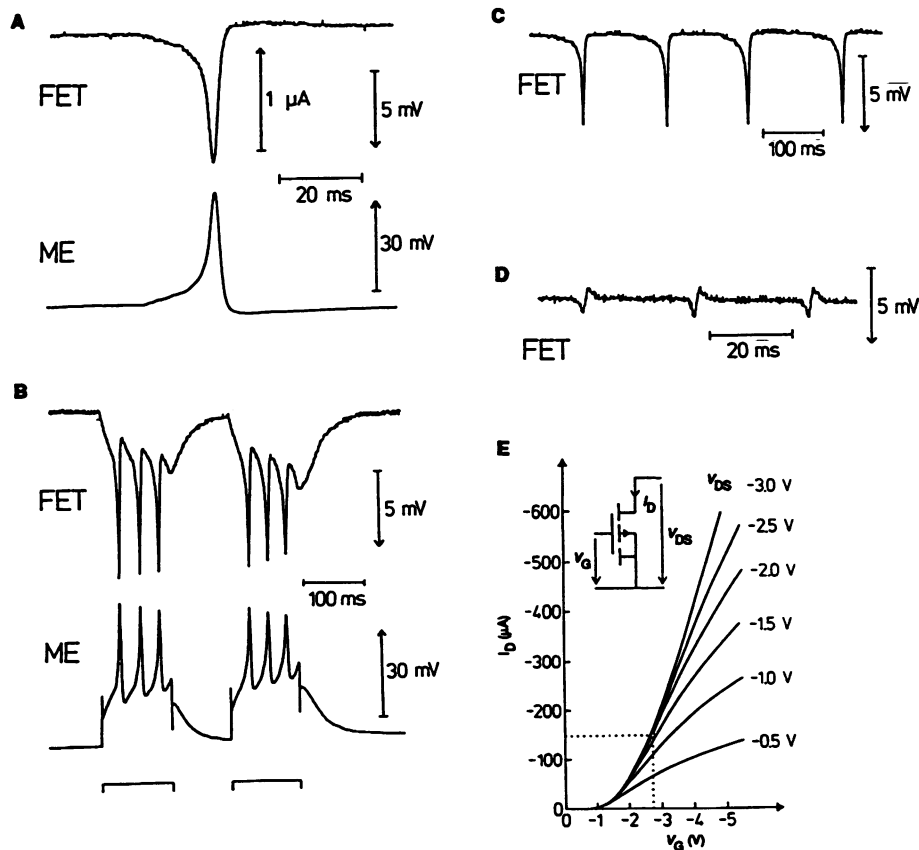 A
FET
1 μA
5 mV
20 ms
ME
30 mV
B
FET
5 mV
100 ms
ME
30 mV
C
FET
5 mV
100 ms
D
5 mV
20 ms
FET
E
V_DS -3.0 V
-2.5 V
-2.0 V
-1.5 V
-1.0 V
-0.5 V
I_D
V_DS
V_G
I_D (μA)
-600
-500
-400
-300
-200
-100
0
0 -1 -2 -3 -4 -5
V_G (V)